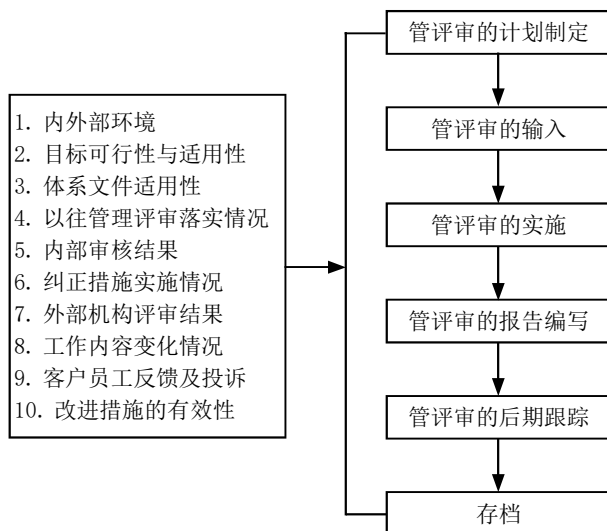 1. 内外部环境
2. 目标可行性与适用性
3. 体系文件适用性
4. 以往管理评审落实情况
5. 内部审核结果
6. 纠正措施实施情况
7. 外部机构评审结果
8. 工作内容变化情况
9. 客户员工反馈及投诉
10. 改进措施的有效性
管评审的计划制定
管评审的输入
管评审的实施
管评审的报告编写
管评审的后期跟踪
存档